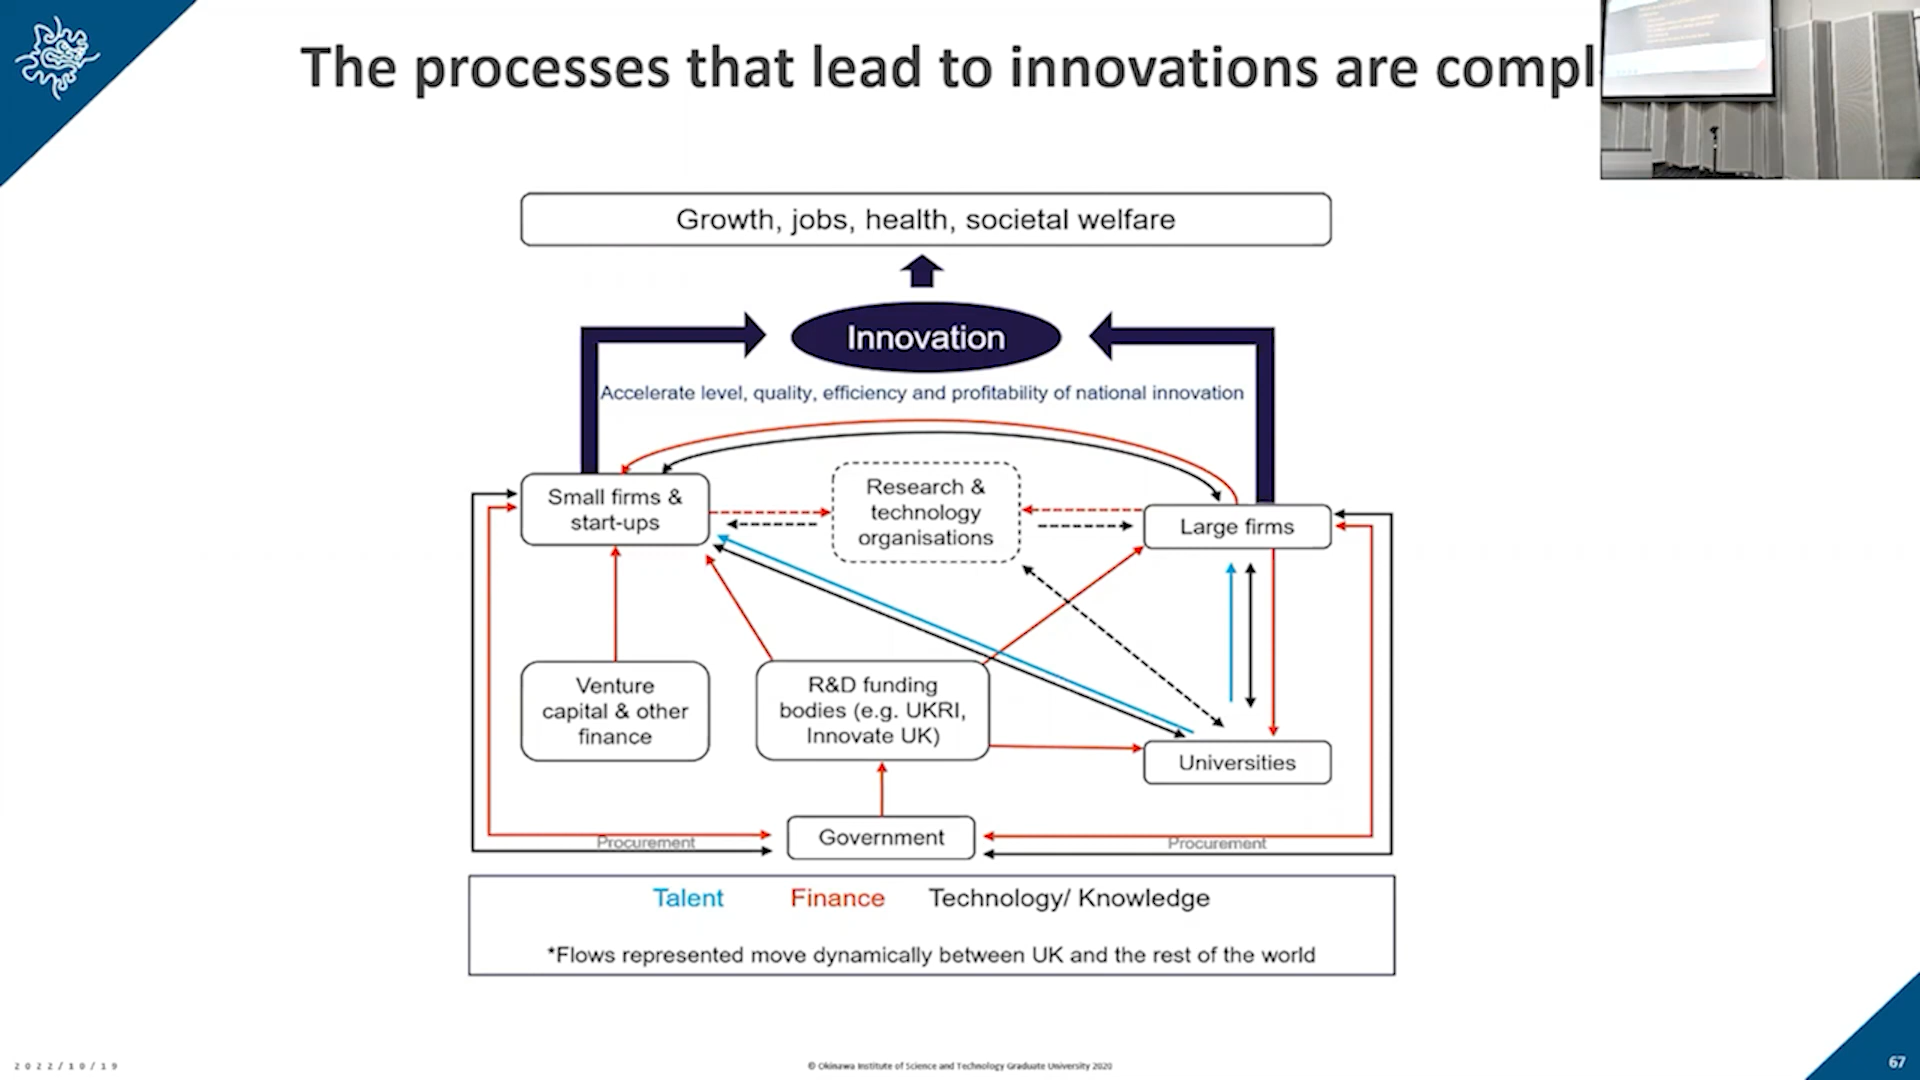 The processes that lead to innovations are compl
Growth, jobs, health, societal welfare
Innovation
Accelerate level, quality, efficiency and profitability of national innovation
Small firms &
start-ups
Research &
technology
organisations
Large firms
Venture
capital & other
finance
R&D funding
bodies (e.g. UKRI,
Innovate UK)
Universities
Government
Procurement
Procurement
Talent Finance Technology/ Knowledge
*Flows represented move dynamically between UK and the rest of the world
2022/10/19
© Okinawa Institute of Science and Technology Graduate University 2020
67